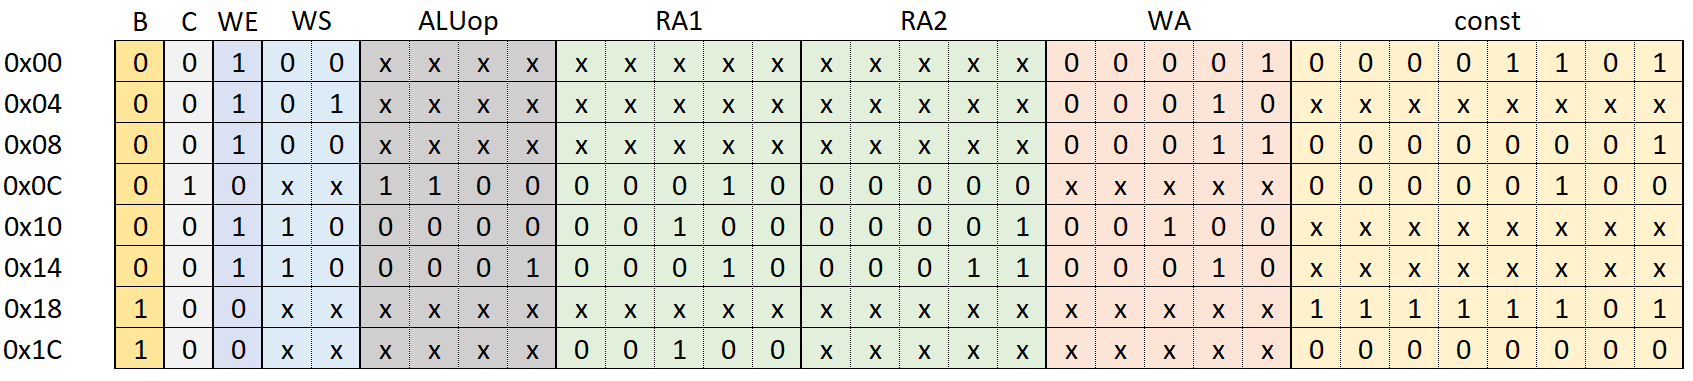 B C WE WS ALUop RA1 RA2 WA const
0x00 0 0 1 0 0 x x x x x x x x x x x x x x 0 0 0 0 1 0 0 0 0 1 1 0 1
0x04 0 0 1 0 1 x x x x x x x x x x x x x x 0 0 0 1 0 x x x x x x x x
0x08 0 0 1 0 0 x x x x x x x x x x x x x x 0 0 0 1 1 0 0 0 0 0 0 0 1
0x0C 0 1 0 x x 1 1 0 0 0 0 0 1 0 0 0 0 0 0 x x x x x 0 0 0 0 0 1 0 0
0x10 0 0 1 1 0 0 0 0 0 0 0 1 0 0 0 0 0 0 1 0 0 1 0 0 x x x x x x x x
0x14 0 0 1 1 0 0 0 0 1 0 0 0 1 0 0 0 0 1 1 0 0 0 1 0 x x x x x x x x
0x18 1 0 0 x x x x x x x x x x x x x x x x x x x x x 1 1 1 1 1 1 0 1
0x1C 1 0 0 x x x x x x 0 0 1 0 0 x x x x x x x x x x 0 0 0 0 0 0 0 0